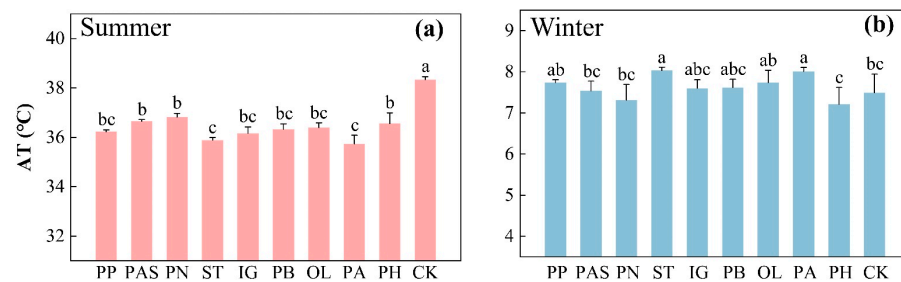 Summer (a)
AT (°C)
40
38
36
34
32
bc b b c bc bc bc c b a
PP PAS PN ST IG PB OL PA PH CK
Winter (b)
8
7
6
5
4
ab bc bc a abc abc ab a c bc
PP PAS PN ST IG PB OL PA PH CK